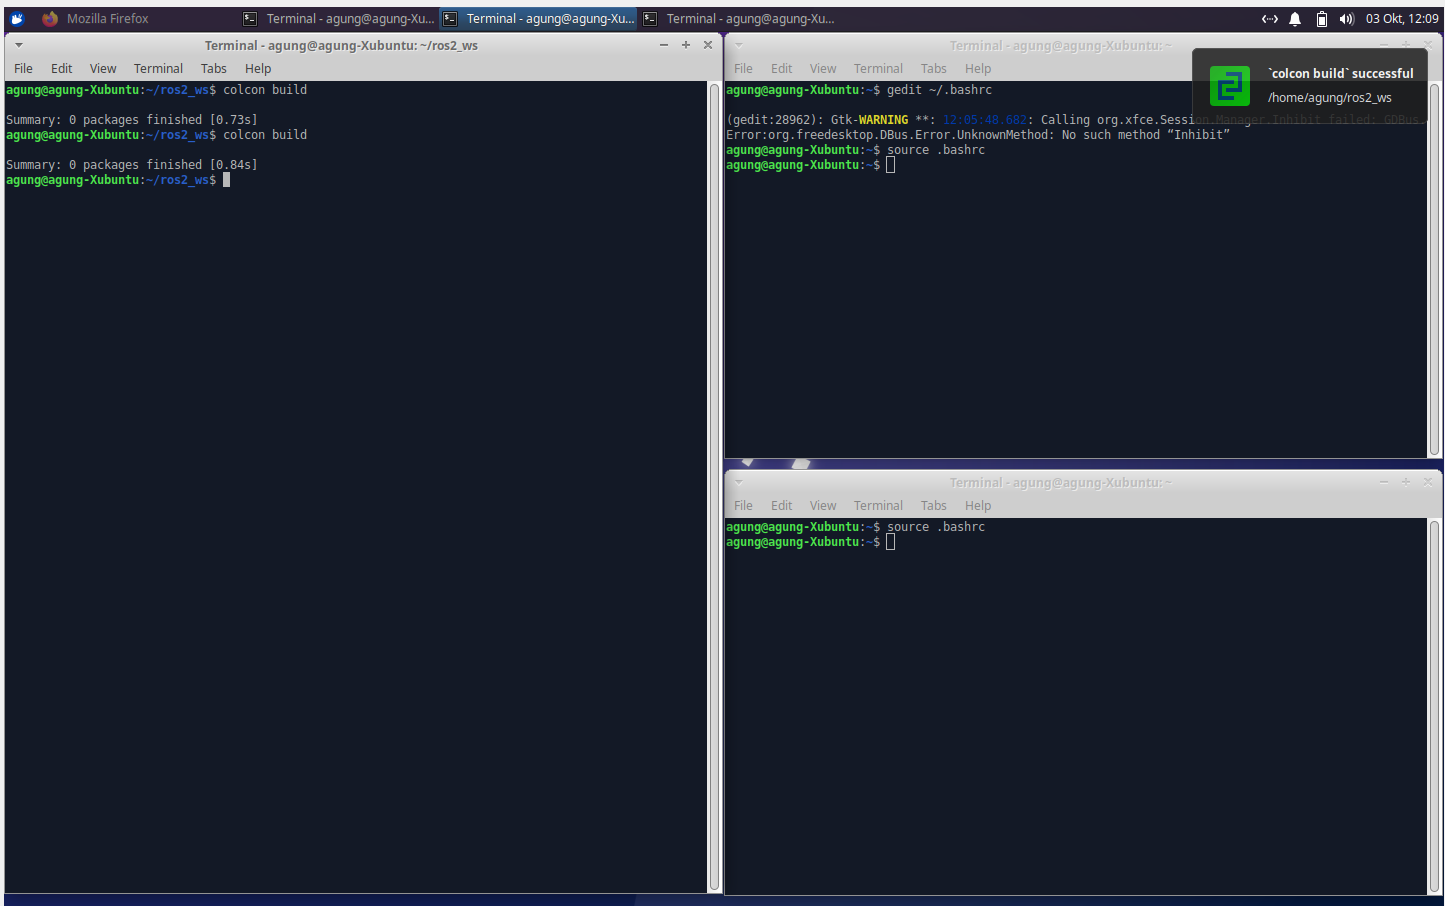 Mozilla Firefox
Terminal - agung@agung-Xu...
Terminal - agung@agung-Xu...
Terminal - agung@agung-Xu...
03 Okt, 12:09
Terminal - agung@agung-Xubuntu: ~/ros2_ws
File Edit View Terminal Tabs Help
agung@agung-Xubuntu:~/ros2_ws$ colcon build
Summary: 0 packages finished [0.73s]
agung@agung-Xubuntu:~/ros2_ws$ colcon build
Summary: 0 packages finished [0.84s]
agung@agung-Xubuntu:~/ros2_ws$
Terminal - agung@agung-Xubuntu: ~
File Edit View Terminal Tabs Help
`colcon build` successful
/home/agung/ros2_ws
agung@agung-Xubuntu:~$ gedit ~/.bashrc
(gedit:28962): Gtk-WARNING **: 12:05:48.682: Calling org.xfce.Session.Manager.Inhibit failed: GDBus.
Error:org.freedesktop.DBus.Error.UnknownMethod: No such method “Inhibit”
agung@agung-Xubuntu:~$ source .bashrc
agung@agung-Xubuntu:~$
Terminal - agung@agung-Xubuntu: ~
File Edit View Terminal Tabs Help
agung@agung-Xubuntu:~$ source .bashrc
agung@agung-Xubuntu:~$